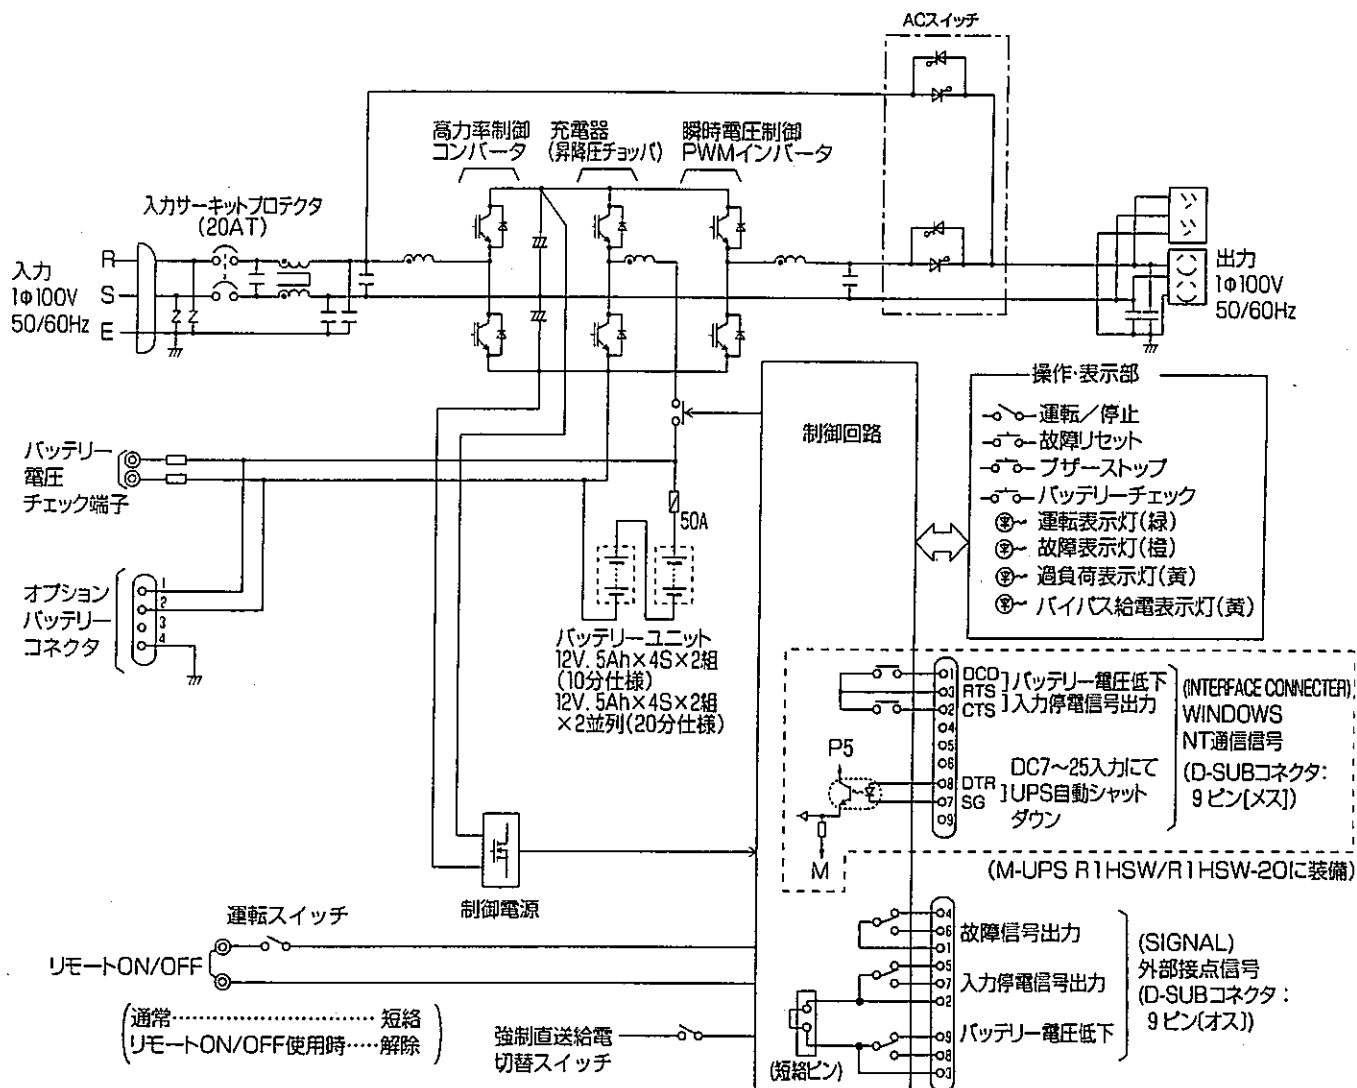 ACスイッチ
高力率制御
コンバータ
充電器
(昇降圧チョッパ)
瞬時電圧制御
PWMインバータ
入力サーキットプロテクタ
(20AT)
入力
1Φ100V
50/60Hz
R
S
E
出力
1Φ100V
50/60Hz
制御回路
操作・表示部
運転/停止
故障リセット
ブザーストップ
バッテリーチェック
運転表示灯(緑)
故障表示灯(橙)
過負荷表示灯(黄)
バイパス給電表示灯(黄)
バッテリー
電圧
チェック端子
50A
オプション
バッテリー
コネクタ
1
2
3
4
バッテリーユニット
12V. 5Ah×4S×2組
(10分仕様)
12V. 5Ah×4S×2組
×2並列(20分仕様)
1 DCD
3 RTS
2 CTS
4
5
6
8 DTR
7 SG
9
バッテリー電圧低下
入力停電信号出力
DC7〜25入力にて
UPS自動シャット
ダウン
(INTERFACE CONNECTER)
WINDOWS
NT通信信号
(D-SUBコネクタ:
9ピン[メス])
P5
M
(M-UPS R1HSW/R1HSW-20に装備)
制御電源
運転スイッチ
リモートON/OFF
(通常………………… 短絡
リモートON/OFF使用時……解除)
強制直送給電
切替スイッチ
(短絡ピン)
4
6
1
故障信号出力
5
7
2
入力停電信号出力
9
8
3
バッテリー電圧低下
(SIGNAL)
外部接点信号
(D-SUBコネクタ:
9ピン(オス))